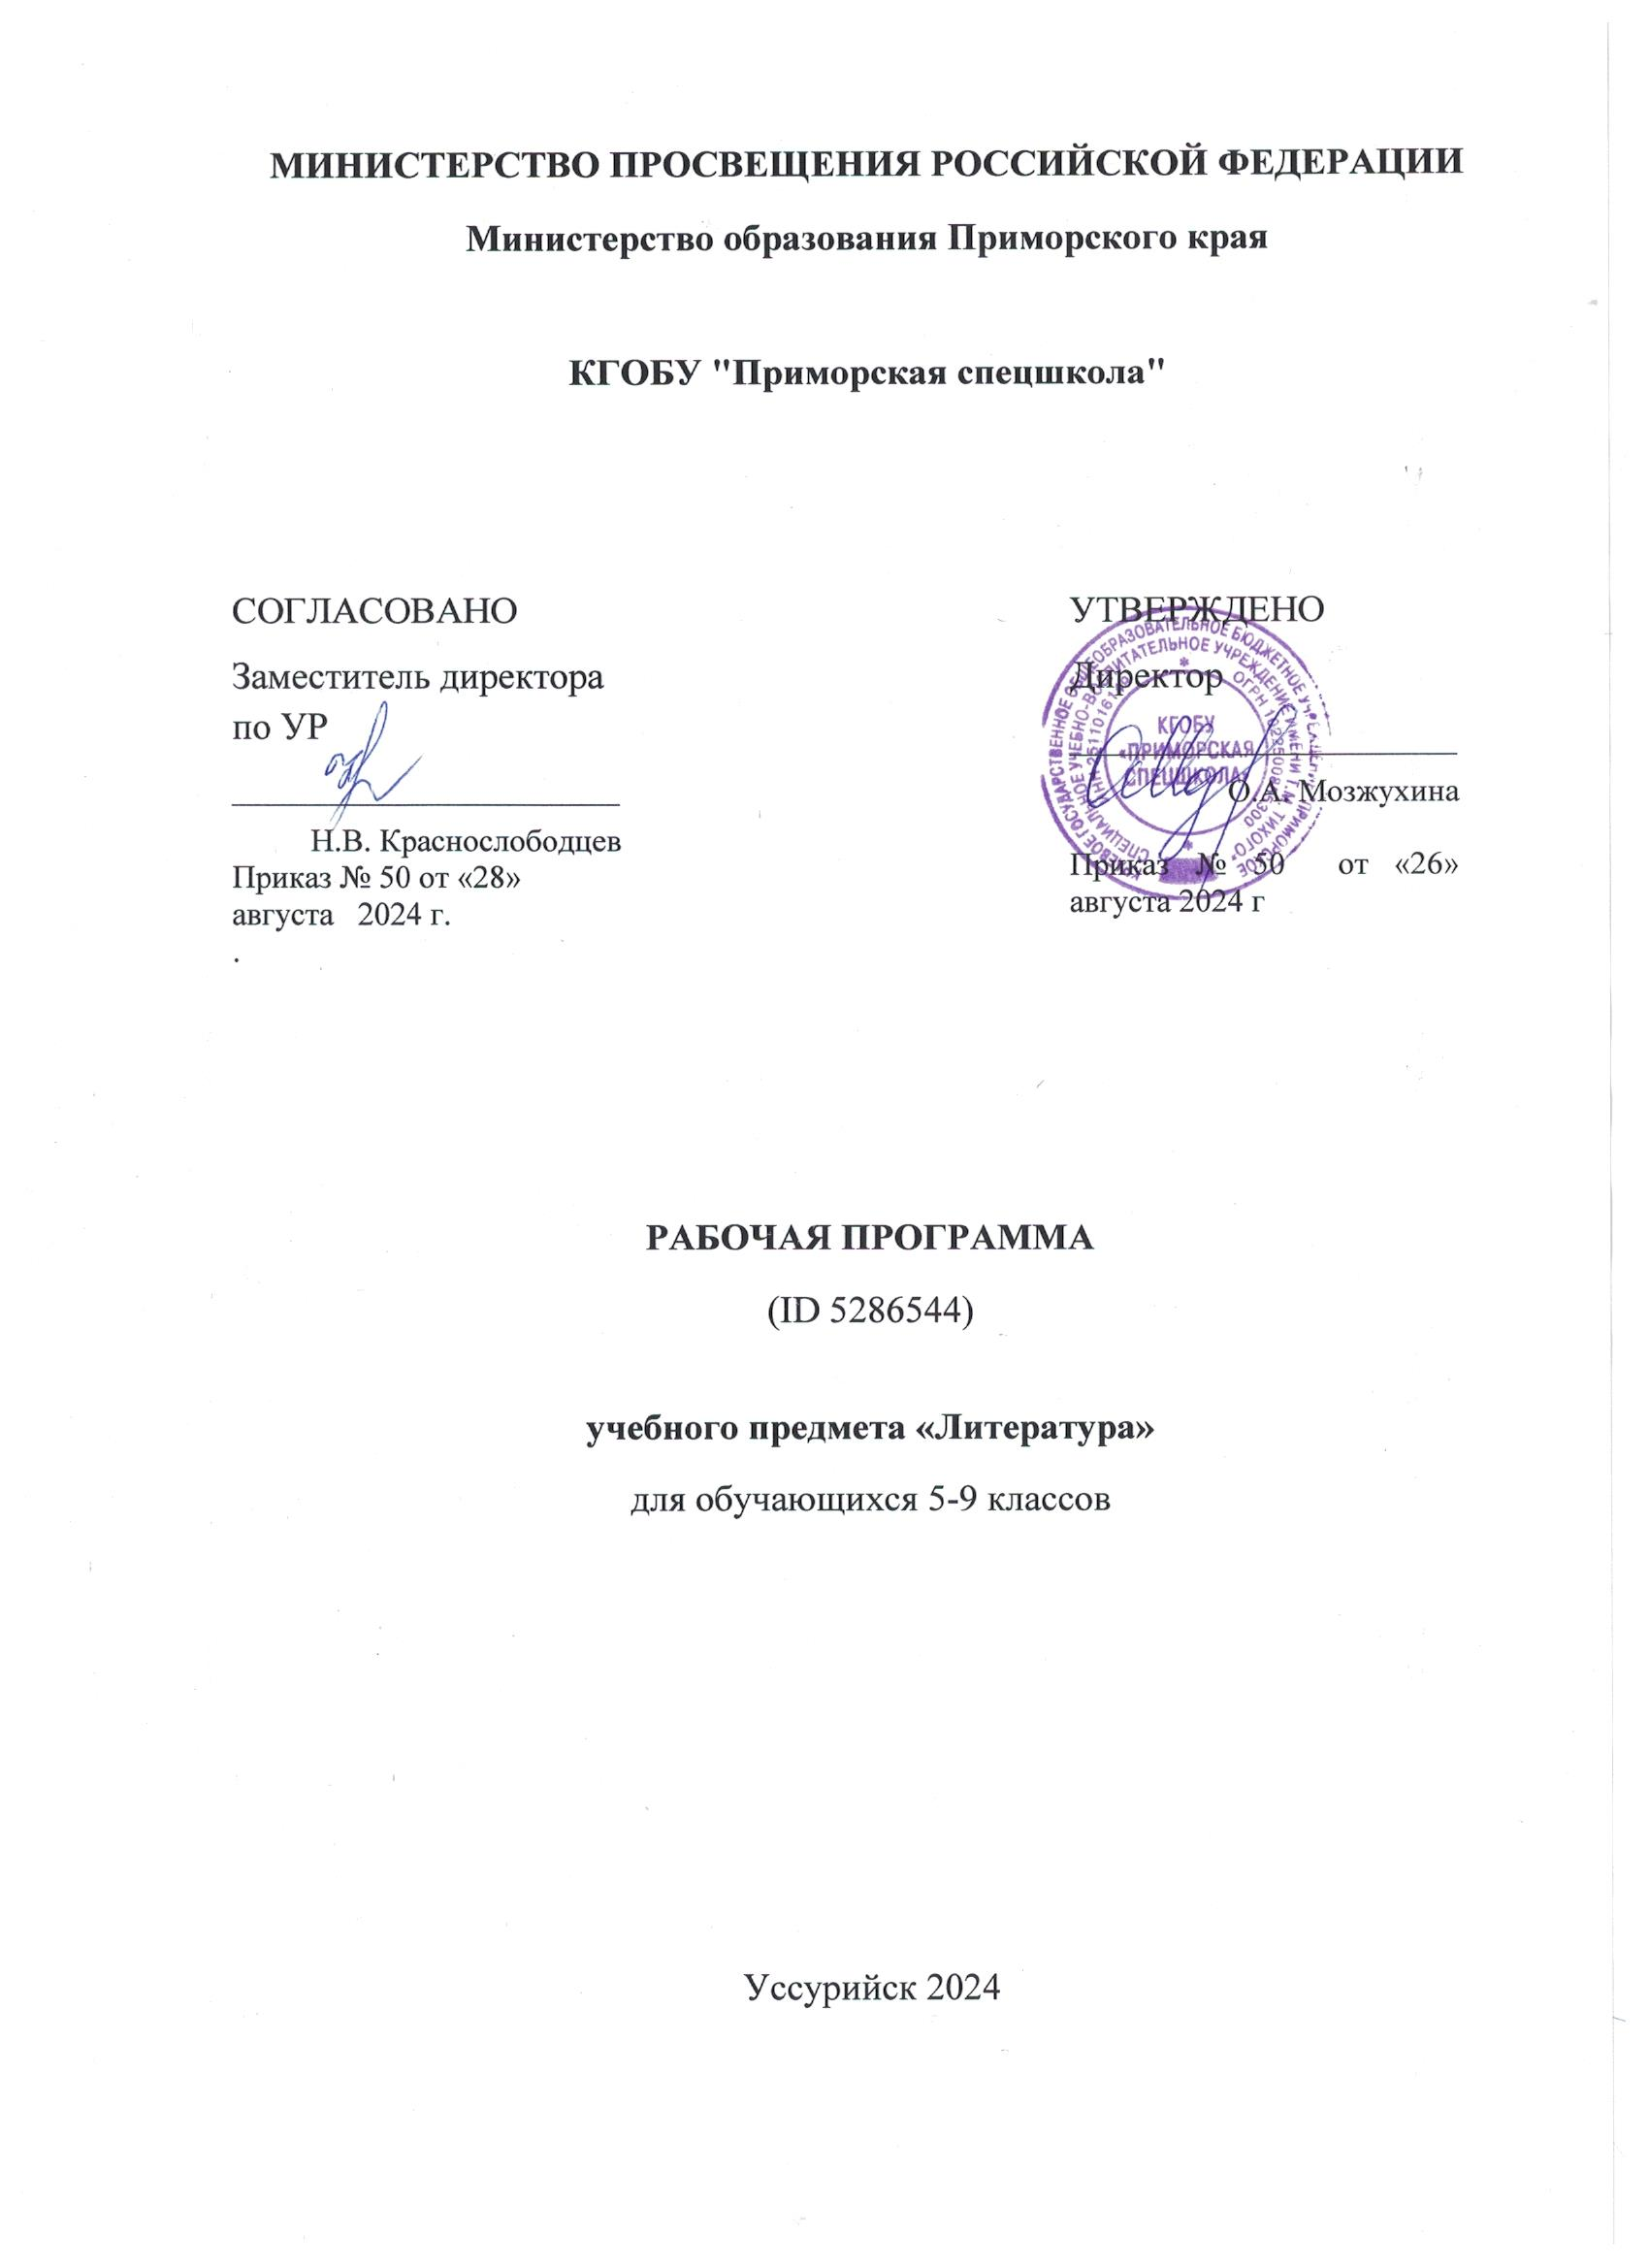 МИНИСТЕРСТВО ПРОСВЕЩЕНИЯ РОССИЙСКОЙ ФЕДЕРАЦИИ
Министерство образования Приморского края
КГОБУ "Приморская спецшкола"
СОГЛАСОВАНО
Заместитель директора
по УР
Н.В. Краснослободцев
Приказ № 50 от «28»
августа 2024 г.
.
УТВЕРЖДЕНО
Директор
О.А. Мозжухина
Приказ № 50 от «26»
августа 2024 г
КГОБУ
«ПРИМОРСКАЯ
СПЕЦШКОЛА»
РАБОЧАЯ ПРОГРАММА
(ID 5286544)
учебного предмета «Литература»
для обучающихся 5-9 классов
Уссурийск 2024